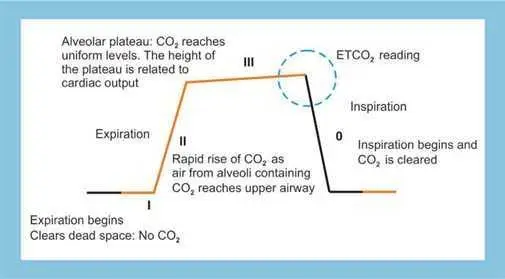 Alveolar plateau: CO₂ reaches
uniform levels. The height of
the plateau is related to
cardiac output
III
ETCO₂ reading
Inspiration
Expiration
II
0
Rapid rise of CO₂ as
air from alveoli containing
CO₂ reaches upper airway
Inspiration begins and
CO₂ is cleared
I
Expiration begins
Clears dead space: No CO₂